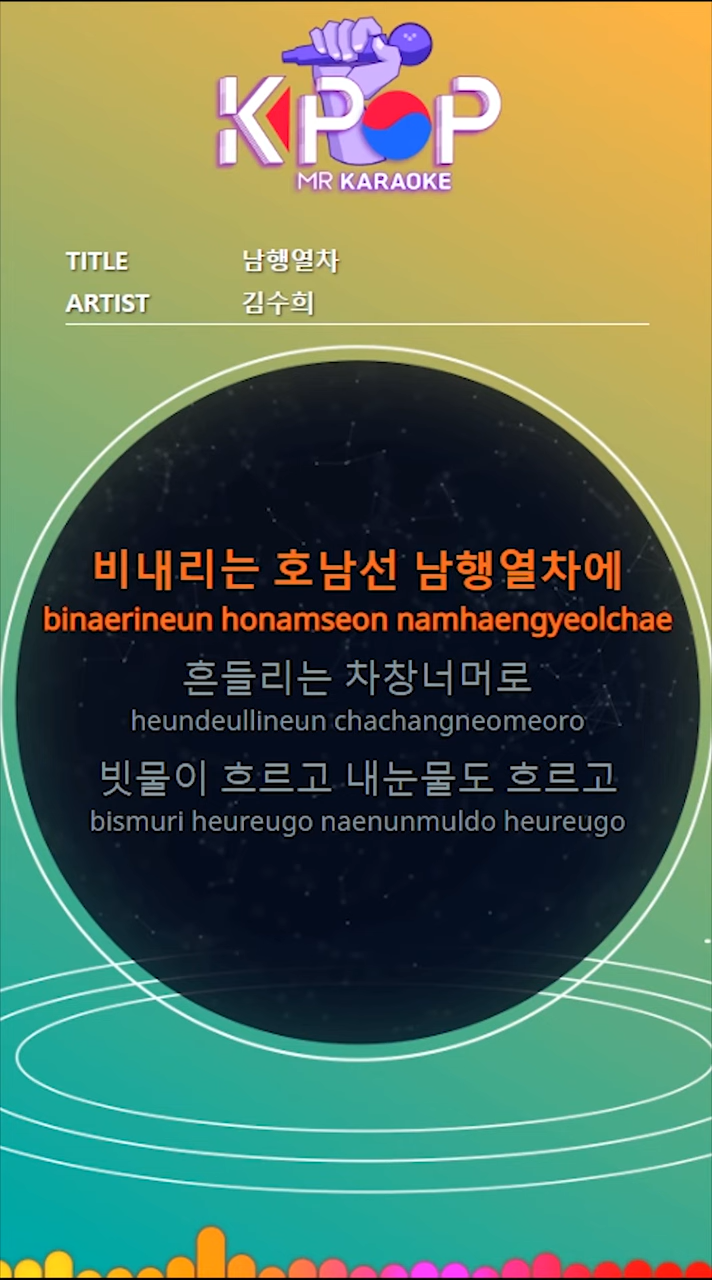 KPOP
MR KARAOKE
TITLE 남행열차
ARTIST 김수희
비내리는 호남선 남행열차에
binaerineun honamseon namhaengyeolchae
흔들리는 차창너머로
heundeullineun chachangneomeoro
빗물이 흐르고 내눈물도 흐르고
bismuri heureugo naenunmuldo heureugo